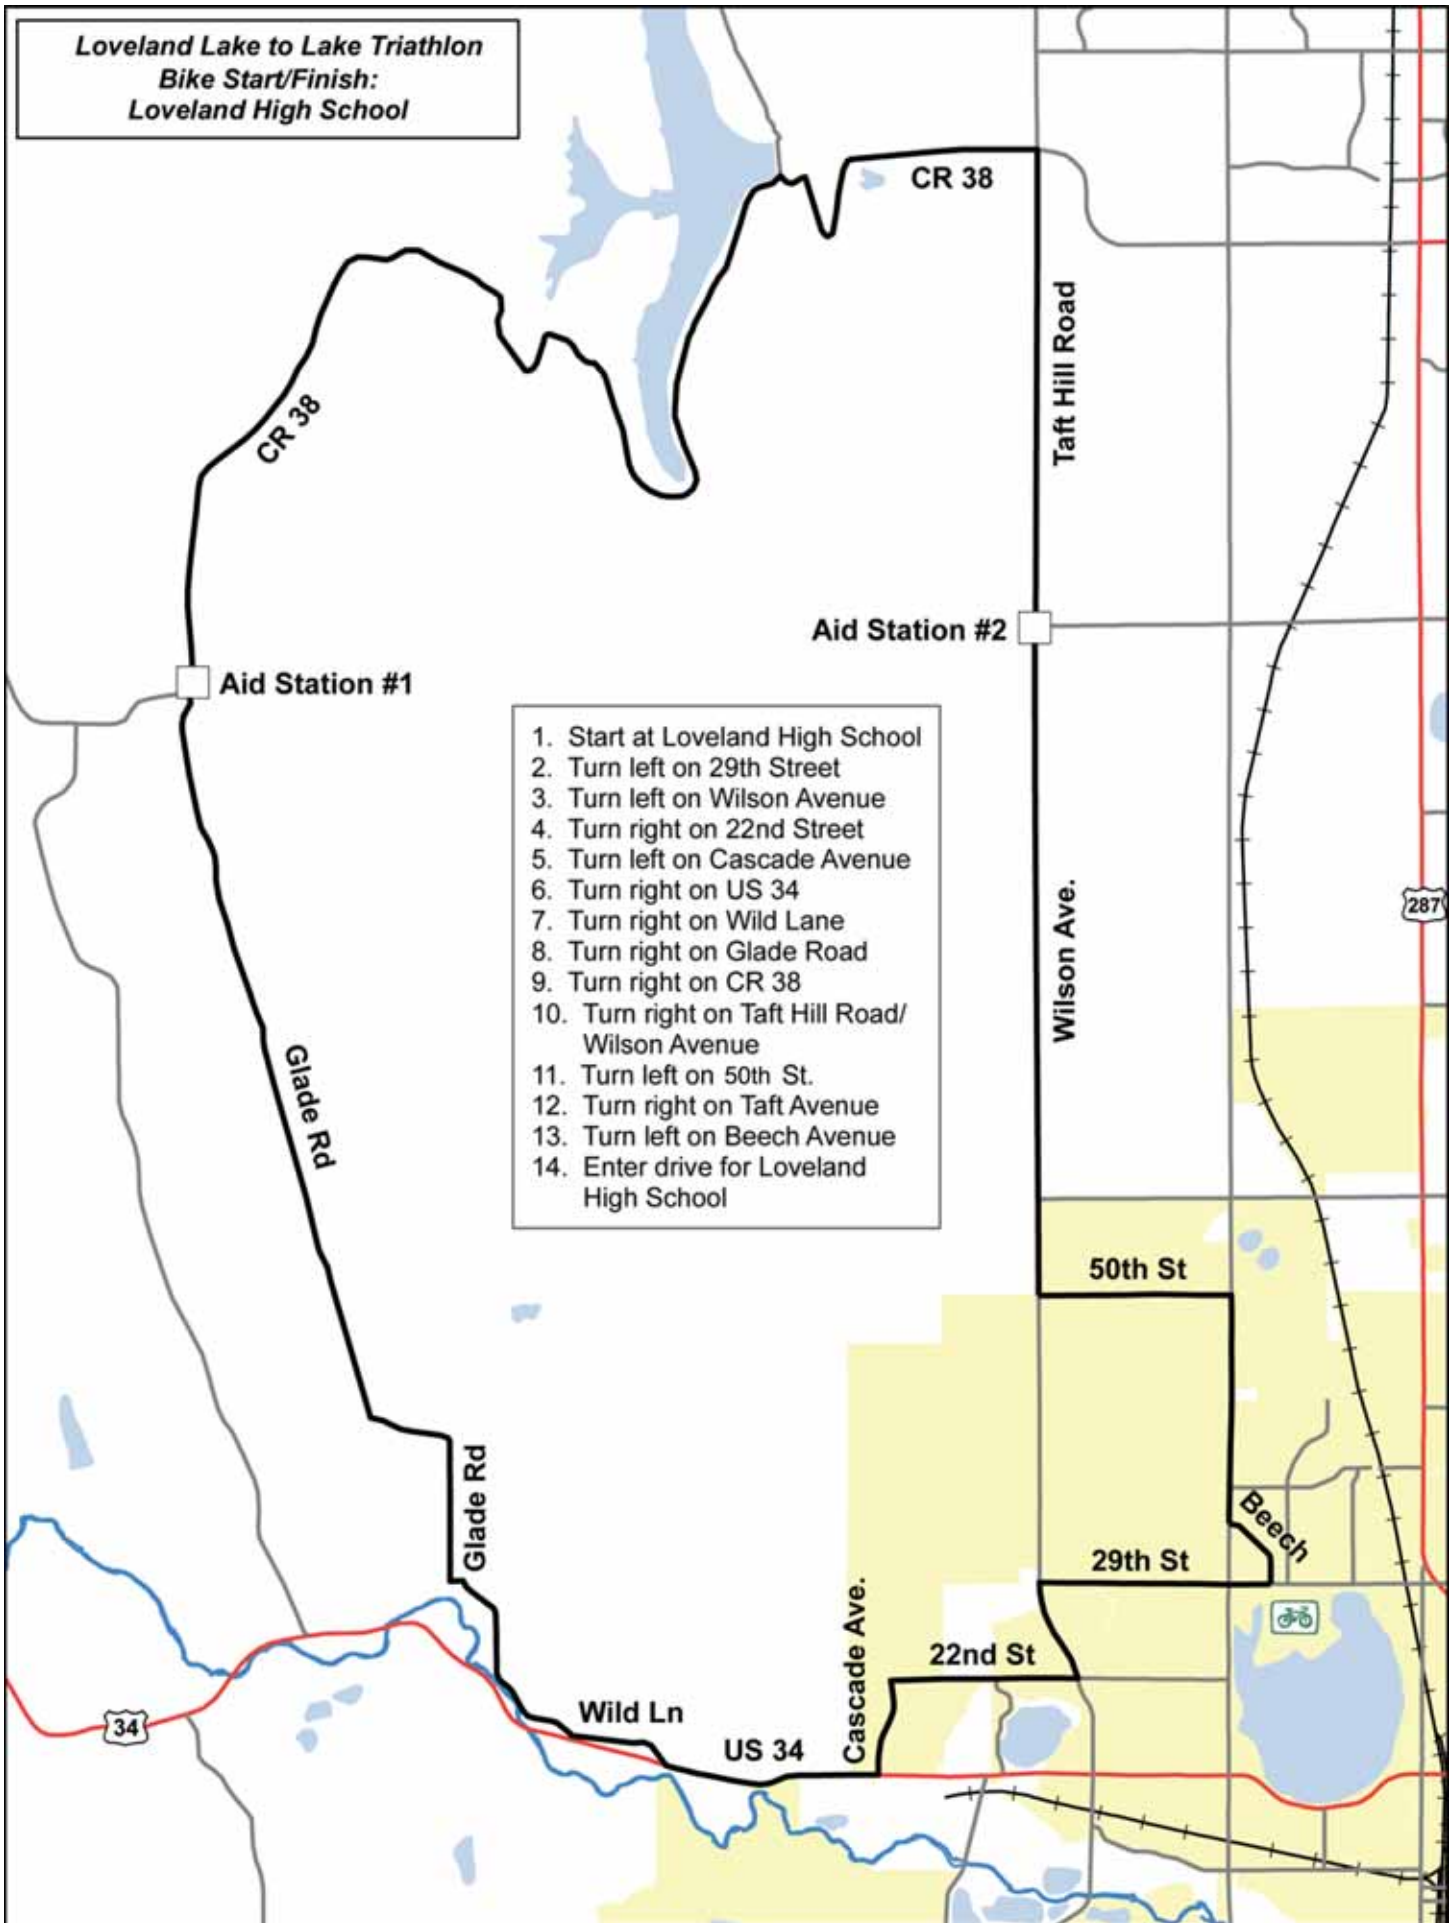 Loveland Lake to Lake Triathlon
Bike Start/Finish:
Loveland High School
CR 38
CR 38
Taft Hill Road
Aid Station #2
Aid Station #1
1. Start at Loveland High School
2. Turn left on 29th Street
3. Turn left on Wilson Avenue
4. Turn right on 22nd Street
5. Turn left on Cascade Avenue
6. Turn right on US 34
7. Turn right on Wild Lane
8. Turn right on Glade Road
9. Turn right on CR 38
10. Turn right on Taft Hill Road/
Wilson Avenue
11. Turn left on 50th St.
12. Turn right on Taft Avenue
13. Turn left on Beech Avenue
14. Enter drive for Loveland
High School
287
Wilson Ave.
Glade Rd
50th St
Glade Rd
Beech
29th St
Cascade Ave.
22nd St
Wild Ln
34
US 34